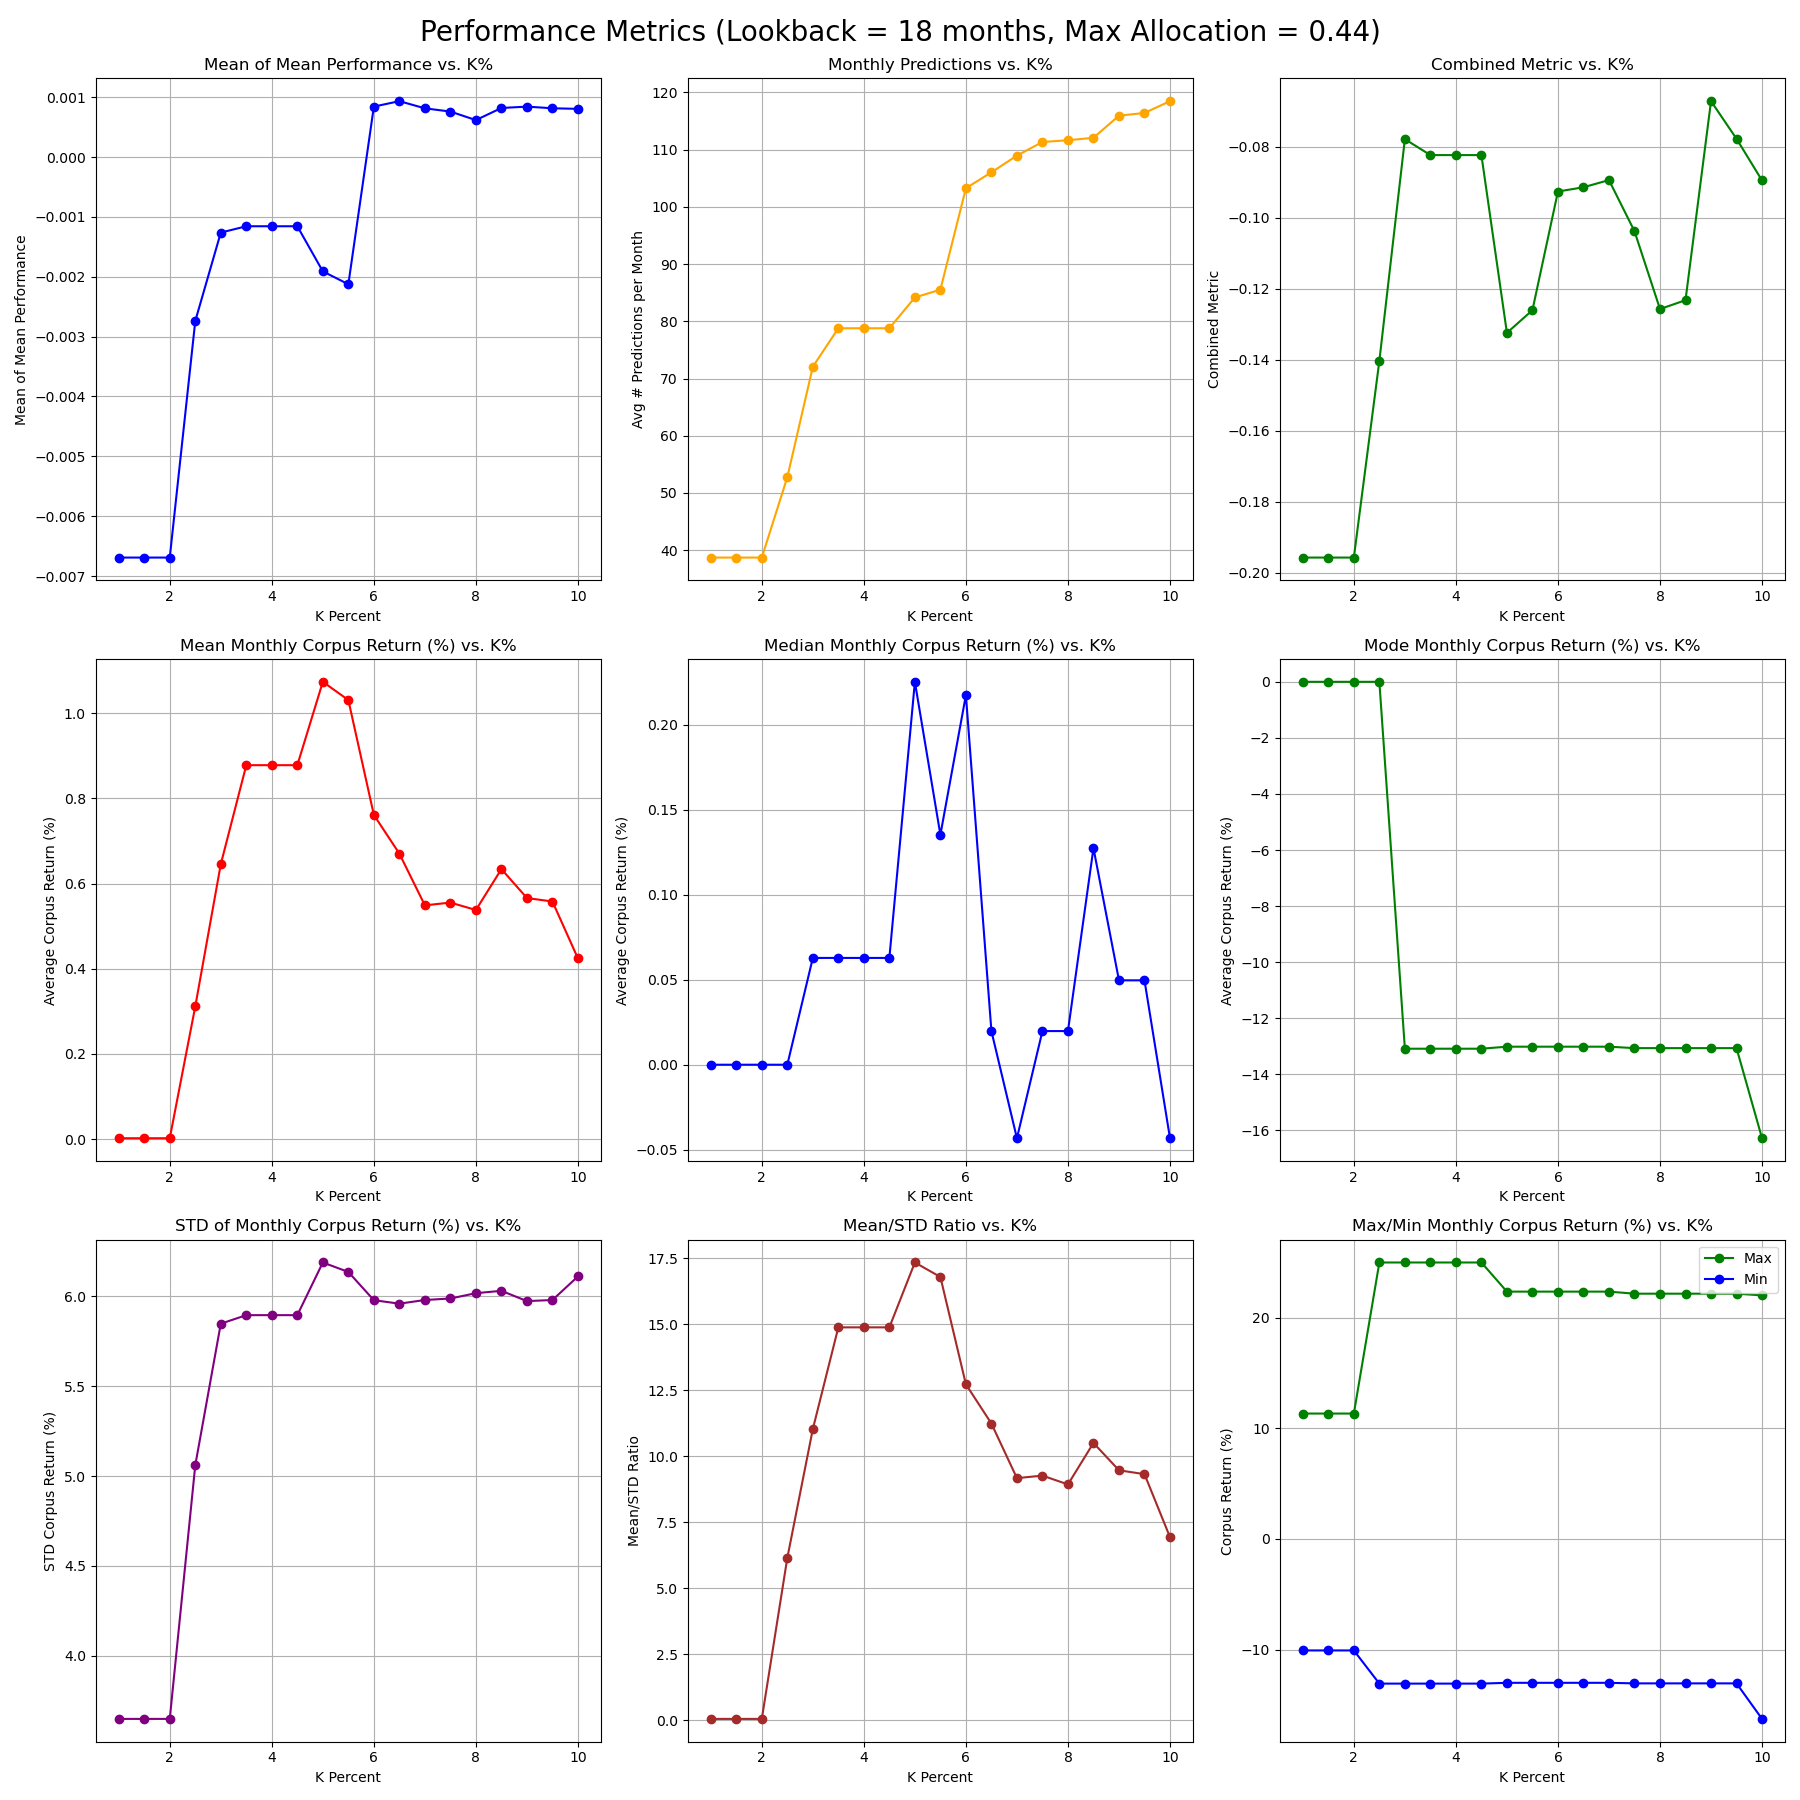 Performance Metrics (Lookback = 18 months, Max Allocation = 0.44)
Mean of Mean Performance vs. K%
Mean of Mean Performance
0.001
0.000
−0.001
−0.002
−0.003
−0.004
−0.005
−0.006
−0.007
2 4 6 8 10
K Percent
Monthly Predictions vs. K%
Avg # Predictions per Month
120
110
100
90
80
70
60
50
40
2 4 6 8 10
K Percent
Combined Metric vs. K%
Combined Metric
−0.08
−0.10
−0.12
−0.14
−0.16
−0.18
−0.20
2 4 6 8 10
K Percent
Mean Monthly Corpus Return (%) vs. K%
Average Corpus Return (%)
1.0
0.8
0.6
0.4
0.2
0.0
2 4 6 8 10
K Percent
Median Monthly Corpus Return (%) vs. K%
Average Corpus Return (%)
0.20
0.15
0.10
0.05
0.00
−0.05
2 4 6 8 10
K Percent
Mode Monthly Corpus Return (%) vs. K%
Average Corpus Return (%)
0
−2
−4
−6
−8
−10
−12
−14
−16
2 4 6 8 10
K Percent
STD of Monthly Corpus Return (%) vs. K%
STD Corpus Return (%)
6.0
5.5
5.0
4.5
4.0
2 4 6 8 10
K Percent
Mean/STD Ratio vs. K%
Mean/STD Ratio
17.5
15.0
12.5
10.0
7.5
5.0
2.5
0.0
2 4 6 8 10
K Percent
Max/Min Monthly Corpus Return (%) vs. K%
Corpus Return (%)
Max
Min
20
10
0
−10
2 4 6 8 10
K Percent